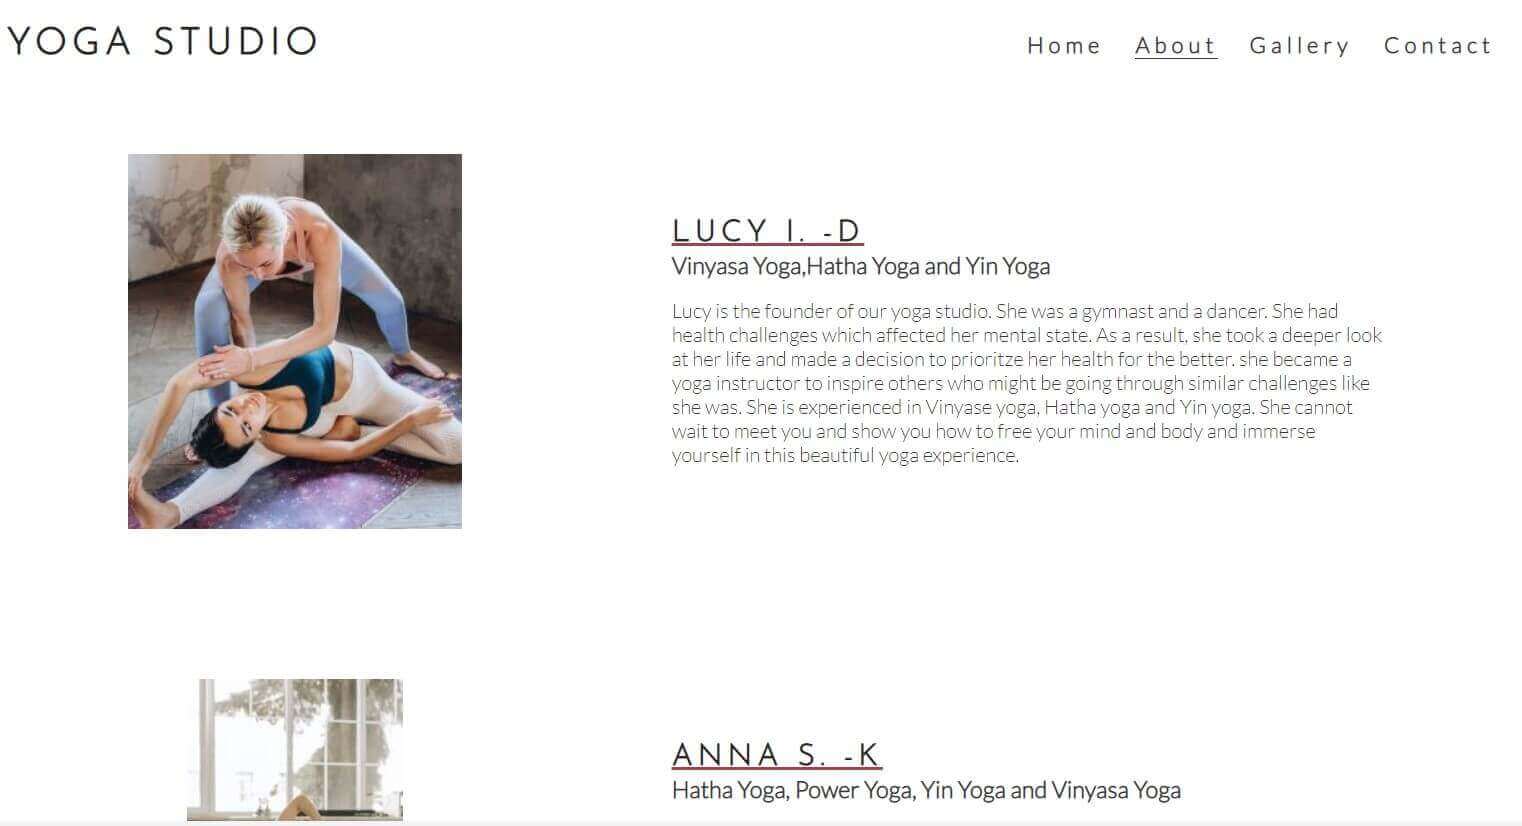 YOGA STUDIO
Home About Gallery Contact
LUCY I. -D
Vinyasa Yoga,Hatha Yoga and Yin Yoga
Lucy is the founder of our yoga studio. She was a gymnast and a dancer. She had
health challenges which affected her mental state. As a result, she took a deeper look
at her life and made a decision to prioritze her health for the better. she became a
yoga instructor to inspire others who might be going through similar challenges like
she was. She is experienced in Vinyase yoga, Hatha yoga and Yin yoga. She cannot
wait to meet you and show you how to free your mind and body and immerse
yourself in this beautiful yoga experience.
ANNA S. -K
Hatha Yoga, Power Yoga, Yin Yoga and Vinyasa Yoga